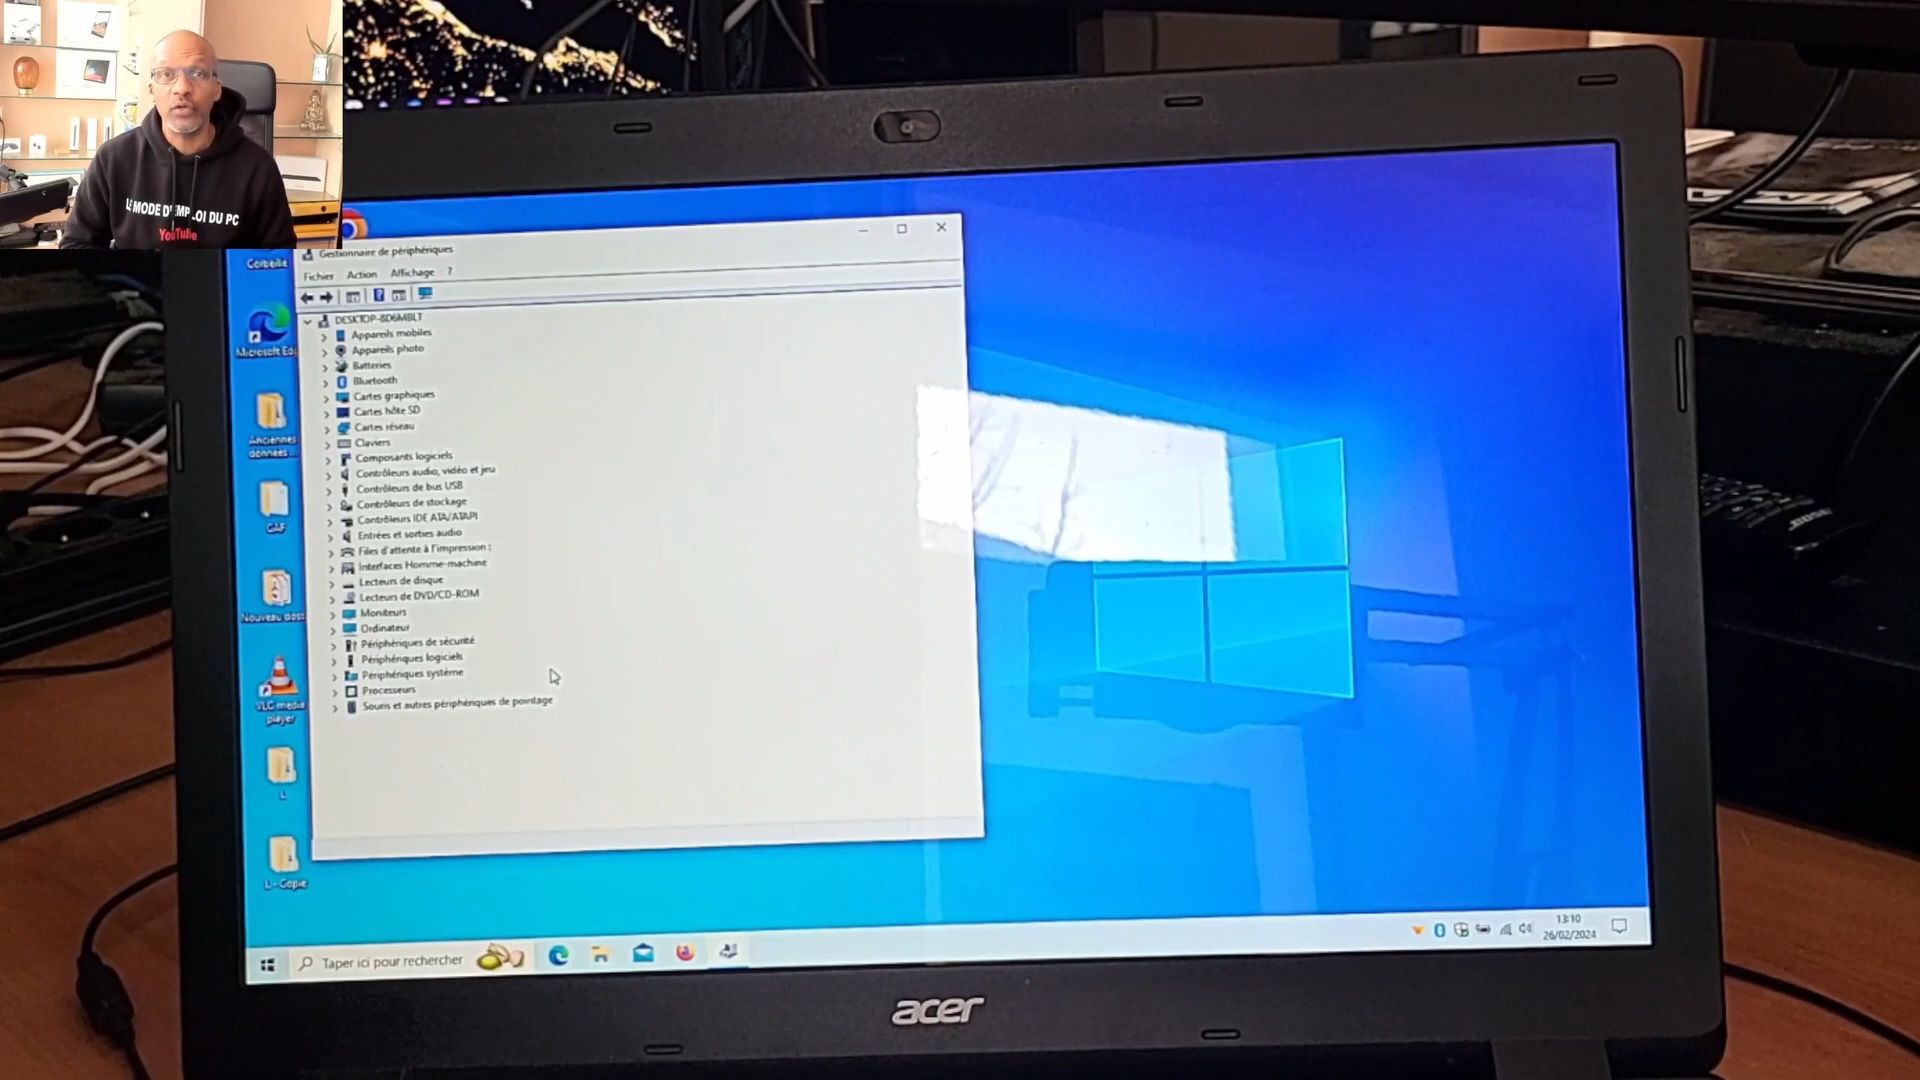 LE MODE D'EMPLOI DU PC
YouTube
Corbeille
Microsoft Ed
Anciennes
données ...
CAF
Nouveau doss
VLC media
player
L
L - Copie
Gestionnaire de périphériques
Fichier Action Affichage ?
DESKTOP-8D6MBLT
Appareils mobiles
Appareils photo
Batteries
Bluetooth
Cartes graphiques
Cartes hôte SD
Cartes réseau
Claviers
Composants logiciels
Contrôleurs audio, vidéo et jeu
Contrôleurs de bus USB
Contrôleurs de stockage
Contrôleurs IDE ATA/ATAPI
Entrées et sorties audio
Files d'attente à l'impression :
Interfaces Homme-machine
Lecteurs de disque
Lecteurs de DVD/CD-ROM
Moniteurs
Ordinateur
Périphériques de sécurité
Périphériques logiciels
Périphériques système
Processeurs
Souris et autres périphériques de pointage
Taper ici pour rechercher
13:10
26/02/2024
acer